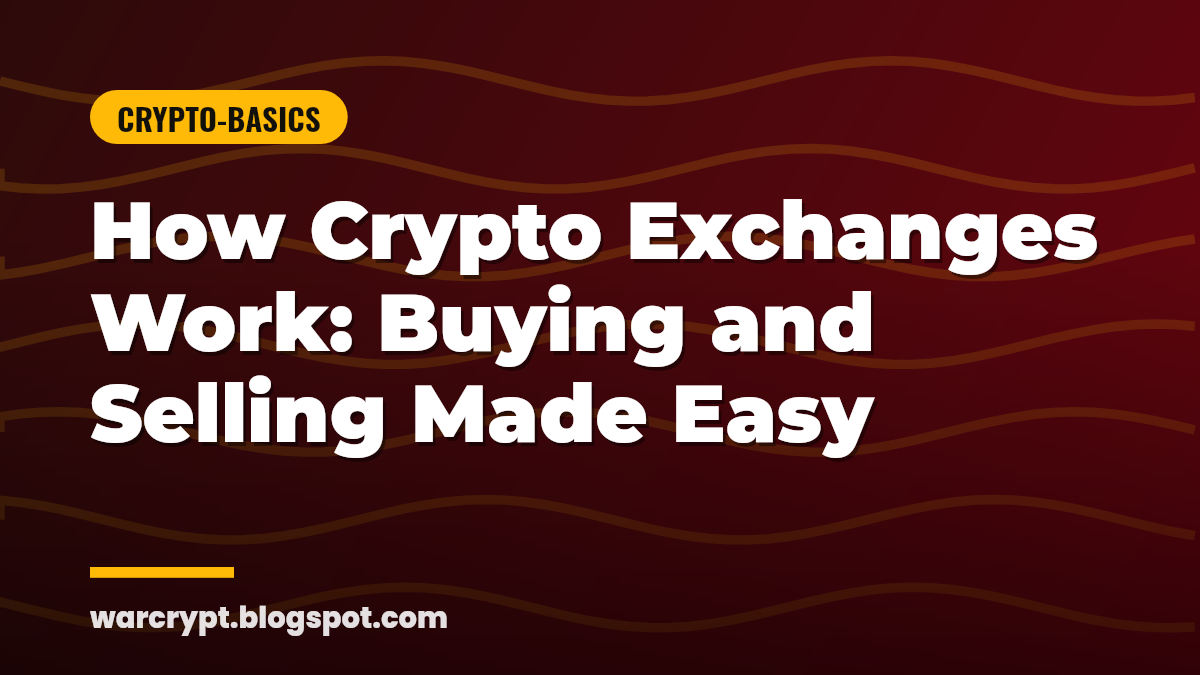 CRYPTO-BASICS
How Crypto Exchanges
Work: Buying and
Selling Made Easy
warcrypt.blogspot.com